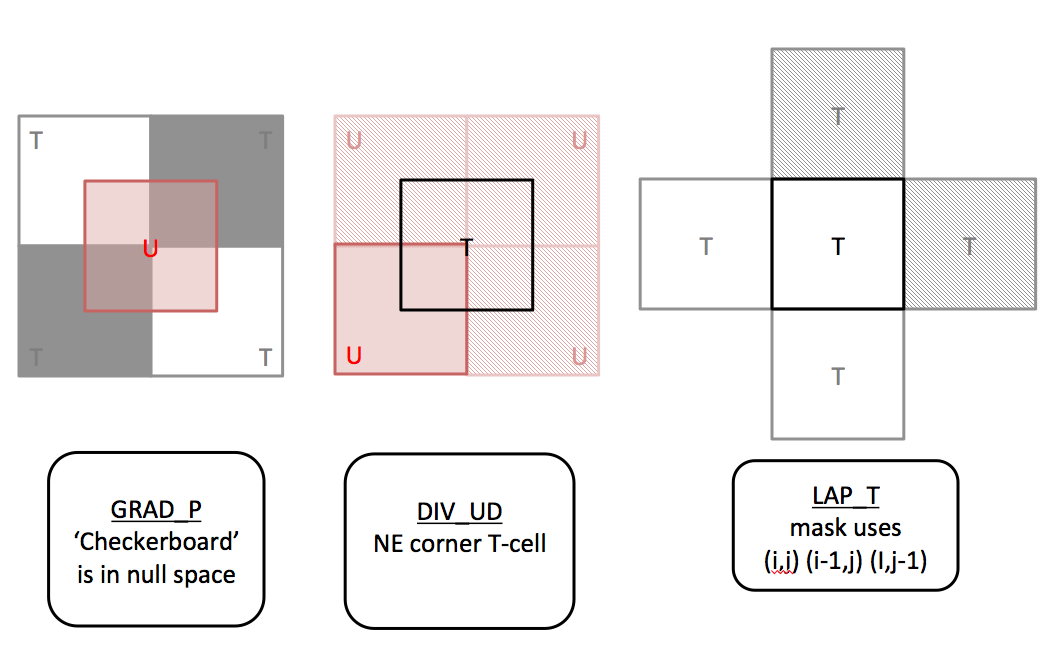 T
T
U
T
T
U
U
T
U
U
T
T
T
T
T
GRAD_P
‘Checkerboard’
is in null space
DIV_UD
NE corner T-cell
LAP_T
mask uses
(i,j) (i-1,j) (I,j-1)